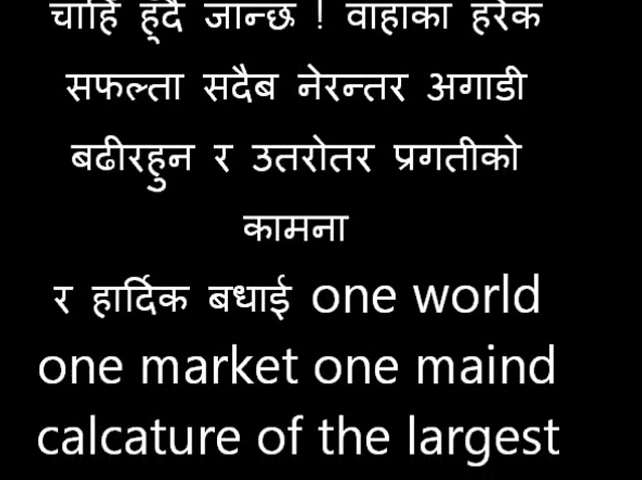 चाहिं हुंदै जान्छ ! वाहाको हरेक
सफल्ता सदैब नेरन्तर अगाडी
बढीरहुन र उतरोतर प्रगतीको
कामना
र हार्दिक बधाई one world
one market one maind
calcature of the largest